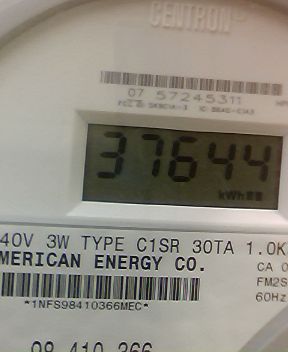 CENTRON
07 57245311
37644
kWh
40V 3W TYPE C1SR 30TA 1.0K
MERICAN ENERGY CO.
CA 0
FM2S
60Hz
*1NFS98410366MEC*
98 410 366